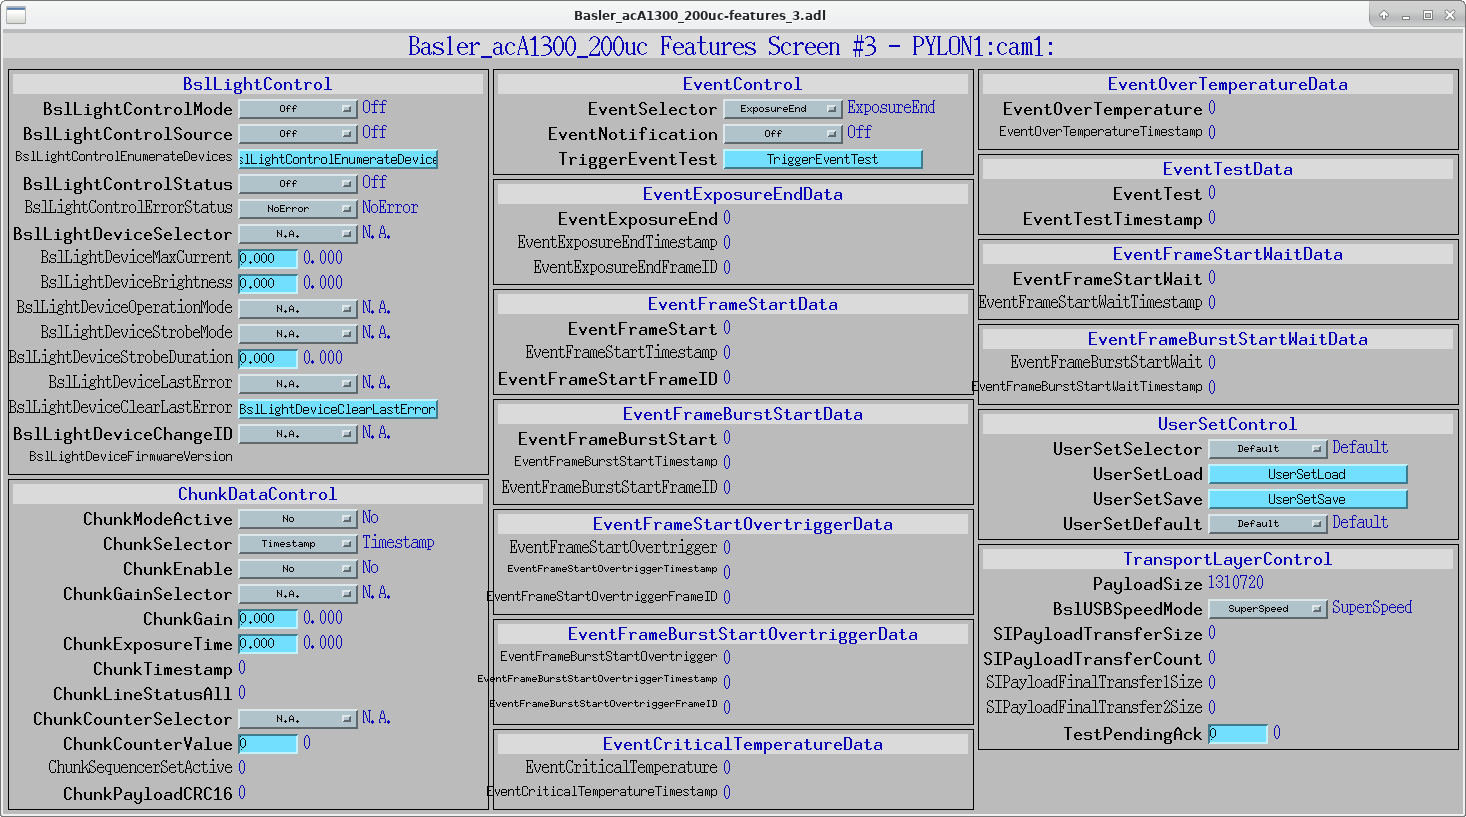 Basler_acA1300_200uc-features_3.adl
Basler_acA1300_200uc Features Screen #3 - PYLON1:cam1:
BslLightControl
BslLightControlMode Off Off
BslLightControlSource Off Off
BslLightControlEnumerateDevices slLightControlEnumerateDevice
BslLightControlStatus Off Off
BslLightControlErrorStatus NoError NoError
BslLightDeviceSelector N.A. N.A.
BslLightDeviceMaxCurrent 0.000 0.000
BslLightDeviceBrightness 0.000 0.000
BslLightDeviceOperationMode N.A. N.A.
BslLightDeviceStrobeMode N.A. N.A.
BslLightDeviceStrobeDuration 0.000 0.000
BslLightDeviceLastError N.A. N.A.
BslLightDeviceClearLastError BslLightDeviceClearLastError
BslLightDeviceChangeID N.A. N.A.
BslLightDeviceFirmwareVersion
ChunkDataControl
ChunkModeActive No No
ChunkSelector Timestamp Timestamp
ChunkEnable No No
ChunkGainSelector N.A. N.A.
ChunkGain 0.000 0.000
ChunkExposureTime 0.000 0.000
ChunkTimestamp 0
ChunkLineStatusAll 0
ChunkCounterSelector N.A. N.A.
ChunkCounterValue 0 0
ChunkSequencerSetActive 0
ChunkPayloadCRC16 0
EventControl
EventSelector ExposureEnd ExposureEnd
EventNotification Off Off
TriggerEventTest TriggerEventTest
EventExposureEndData
EventExposureEnd 0
EventExposureEndTimestamp 0
EventExposureEndFrameID 0
EventFrameStartData
EventFrameStart 0
EventFrameStartTimestamp 0
EventFrameStartFrameID 0
EventFrameBurstStartData
EventFrameBurstStart 0
EventFrameBurstStartTimestamp 0
EventFrameBurstStartFrameID 0
EventFrameStartOvertriggerData
EventFrameStartOvertrigger 0
EventFrameStartOvertriggerTimestamp 0
EventFrameStartOvertriggerFrameID 0
EventFrameBurstStartOvertriggerData
EventFrameBurstStartOvertrigger 0
EventFrameBurstStartOvertriggerTimestamp 0
EventFrameBurstStartOvertriggerFrameID 0
EventCriticalTemperatureData
EventCriticalTemperature 0
EventCriticalTemperatureTimestamp 0
EventOverTemperatureData
EventOverTemperature 0
EventOverTemperatureTimestamp 0
EventTestData
EventTest 0
EventTestTimestamp 0
EventFrameStartWaitData
EventFrameStartWait 0
EventFrameStartWaitTimestamp 0
EventFrameBurstStartWaitData
EventFrameBurstStartWait 0
EventFrameBurstStartWaitTimestamp 0
UserSetControl
UserSetSelector Default Default
UserSetLoad UserSetLoad
UserSetSave UserSetSave
UserSetDefault Default Default
TransportLayerControl
PayloadSize 1310720
BslUSBSpeedMode SuperSpeed SuperSpeed
SIPayloadTransferSize 0
SIPayloadTransferCount 0
SIPayloadFinalTransfer1Size 0
SIPayloadFinalTransfer2Size 0
TestPendingAck 0 0